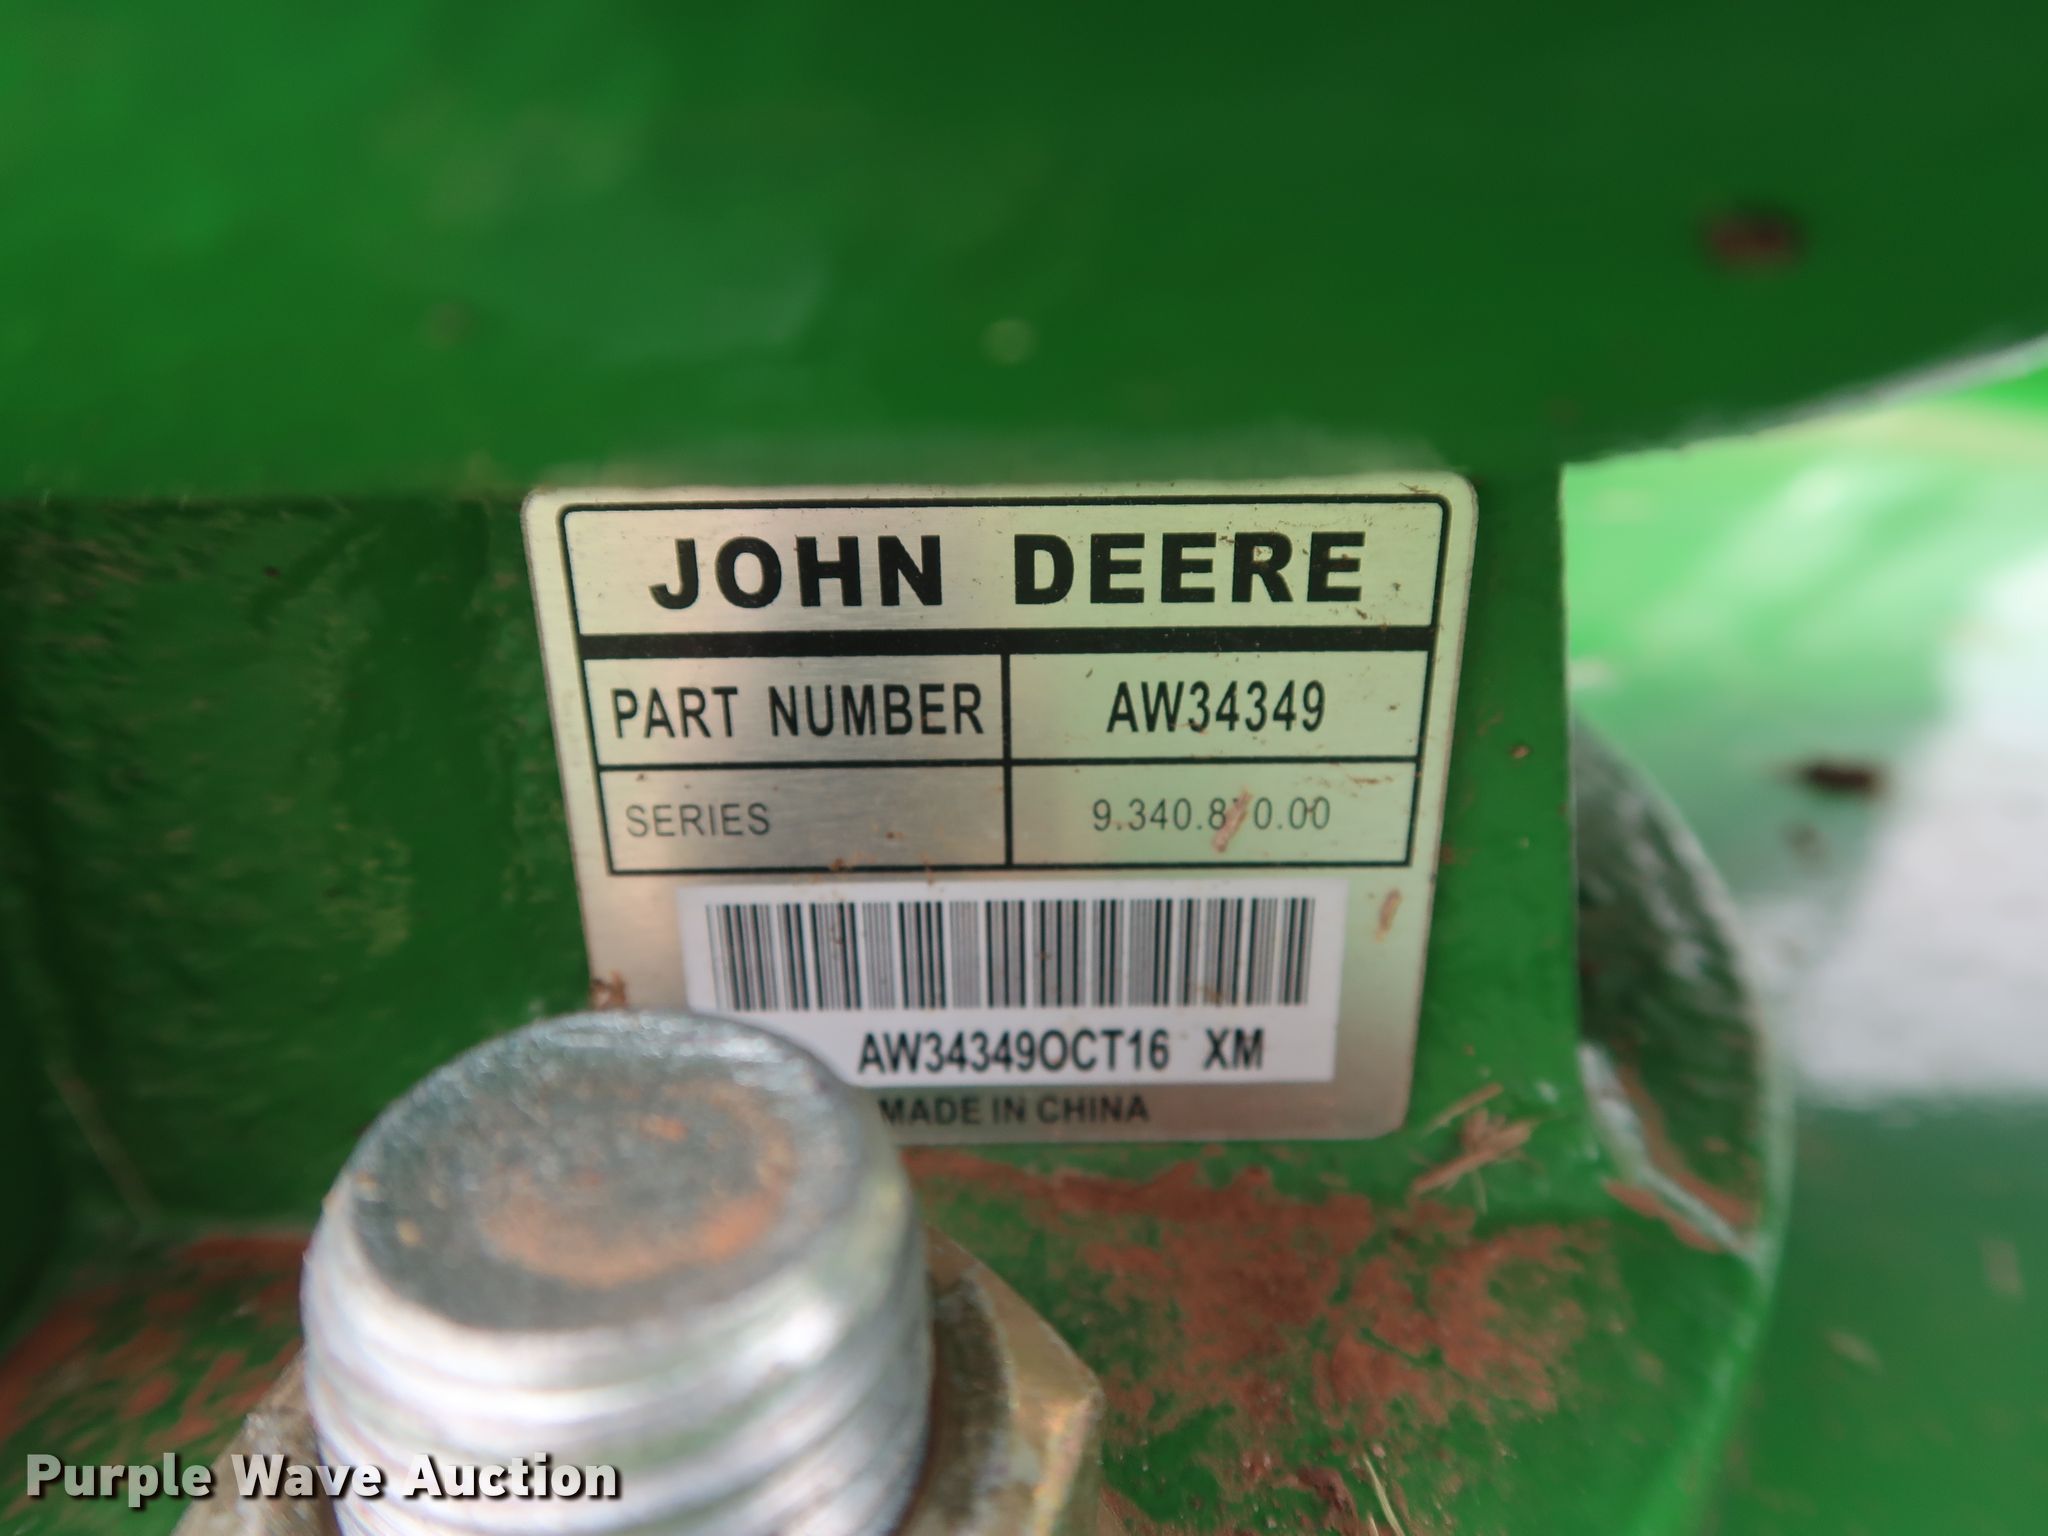 JOHN DEERE
PART NUMBER AW34349
SERIES
AW34349OCT16 XM
MADE IN CHINA
Purple Wave Auction